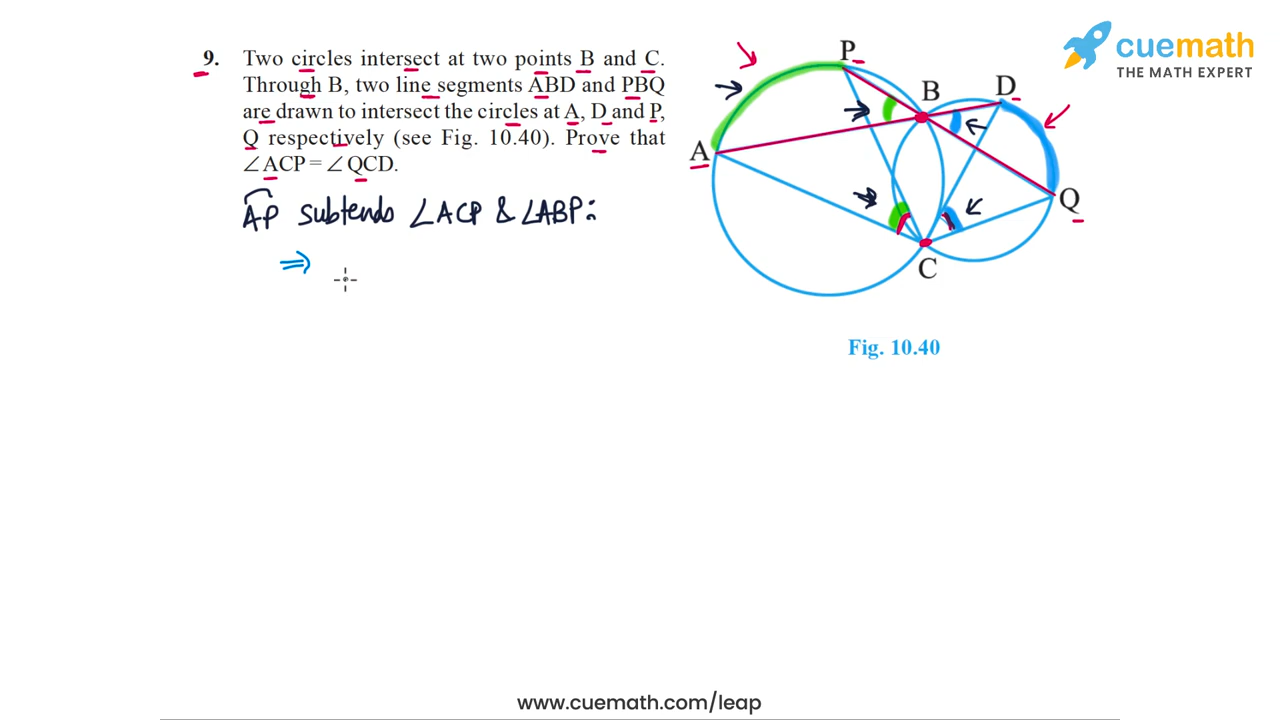 9. Two circles intersect at two points B and C.
Through B, two line segments ABD and PBQ
are drawn to intersect the circles at A, D and P,
Q respectively (see Fig. 10.40). Prove that
∠ACP = ∠QCD.
AP subtends ∠ACP & ∠ABP:
⇒
P
B
D
A
Q
C
Fig. 10.40
cuemath
THE MATH EXPERT
www.cuemath.com/leap